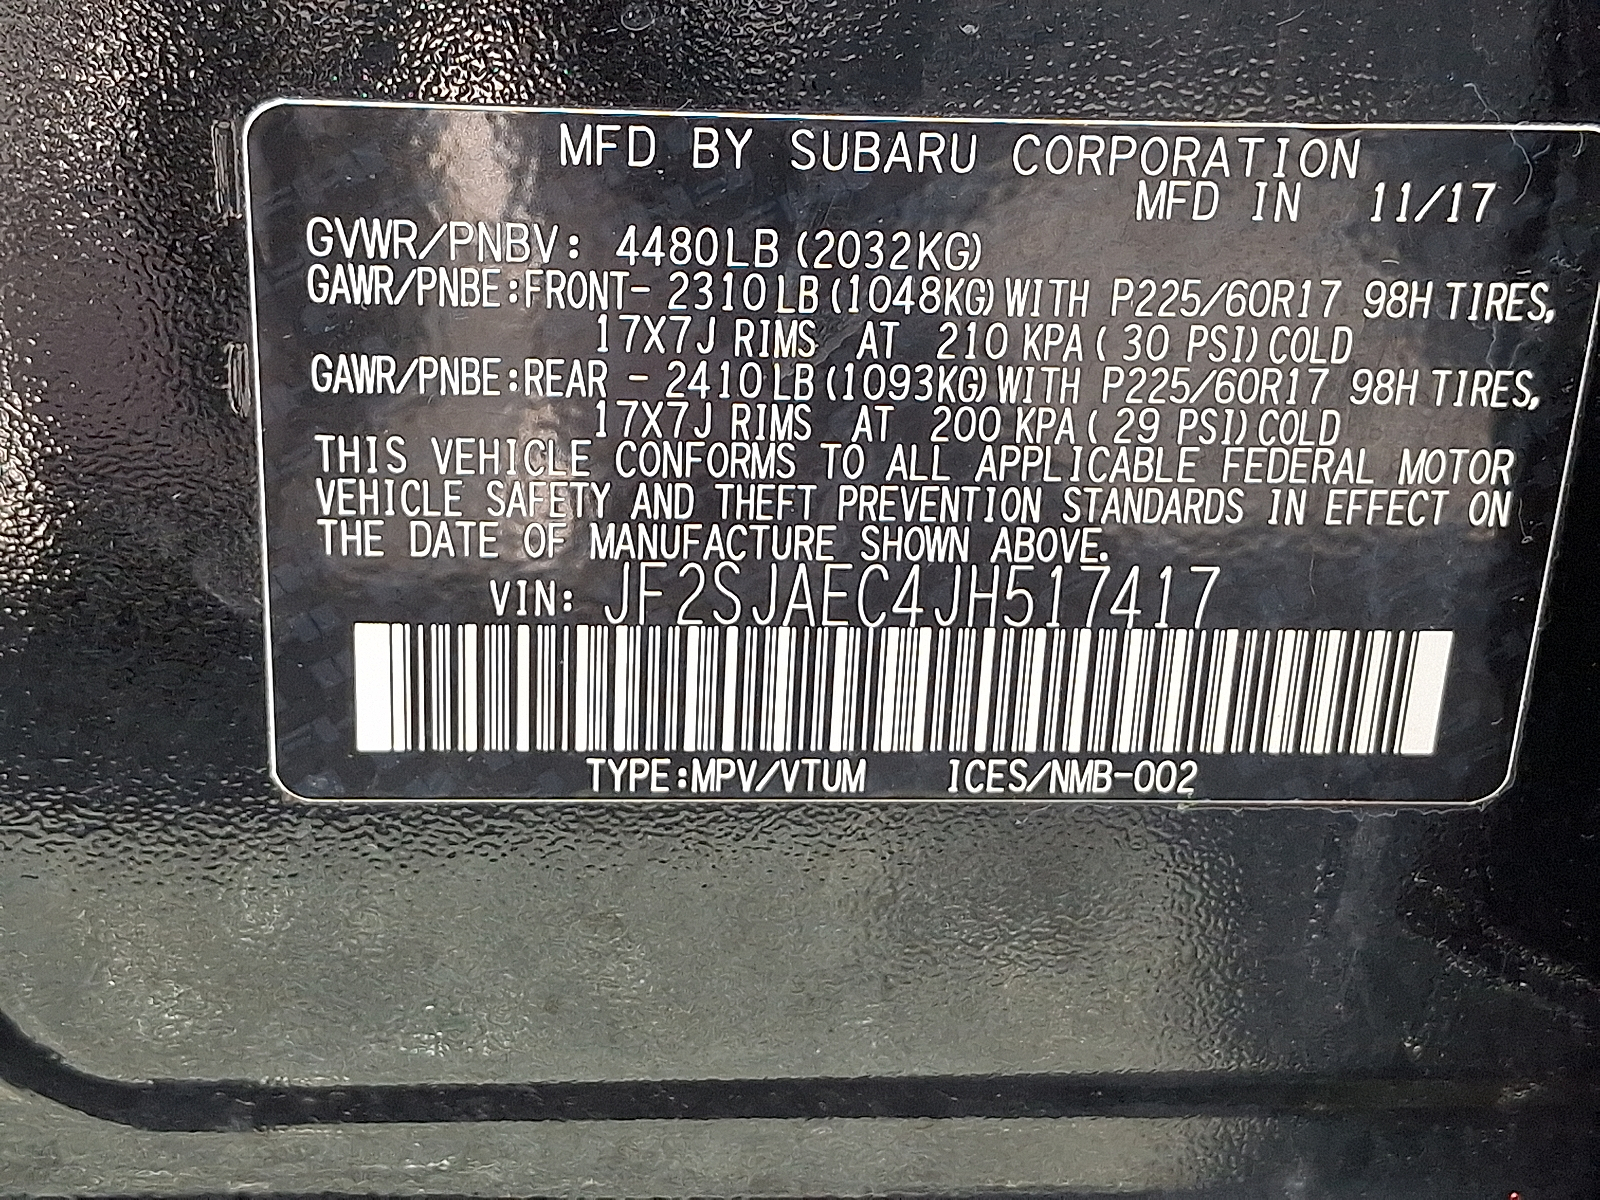 MFD BY SUBARU CORPORATION
MFD IN 11/17
GVWR/PNBV: 4480LB (2032KG)
GAWR/PNBE:FRONT- 2310LB (1048KG) WITH P225/60R17 98H TIRES,
17X7J RIMS AT 210 KPA ( 30 PSI) COLD
GAWR/PNBE:REAR - 2410LB (1093KG) WITH P225/60R17 98H TIRES,
17X7J RIMS AT 200 KPA ( 29 PSI) COLD
THIS VEHICLE CONFORMS TO ALL APPLICABLE FEDERAL MOTOR
VEHICLE SAFETY AND THEFT PREVENTION STANDARDS IN EFFECT ON
THE DATE OF MANUFACTURE SHOWN ABOVE.
VIN: JF2SJAEC4JH517417
TYPE:MPV/VTUM ICES/NMB-002